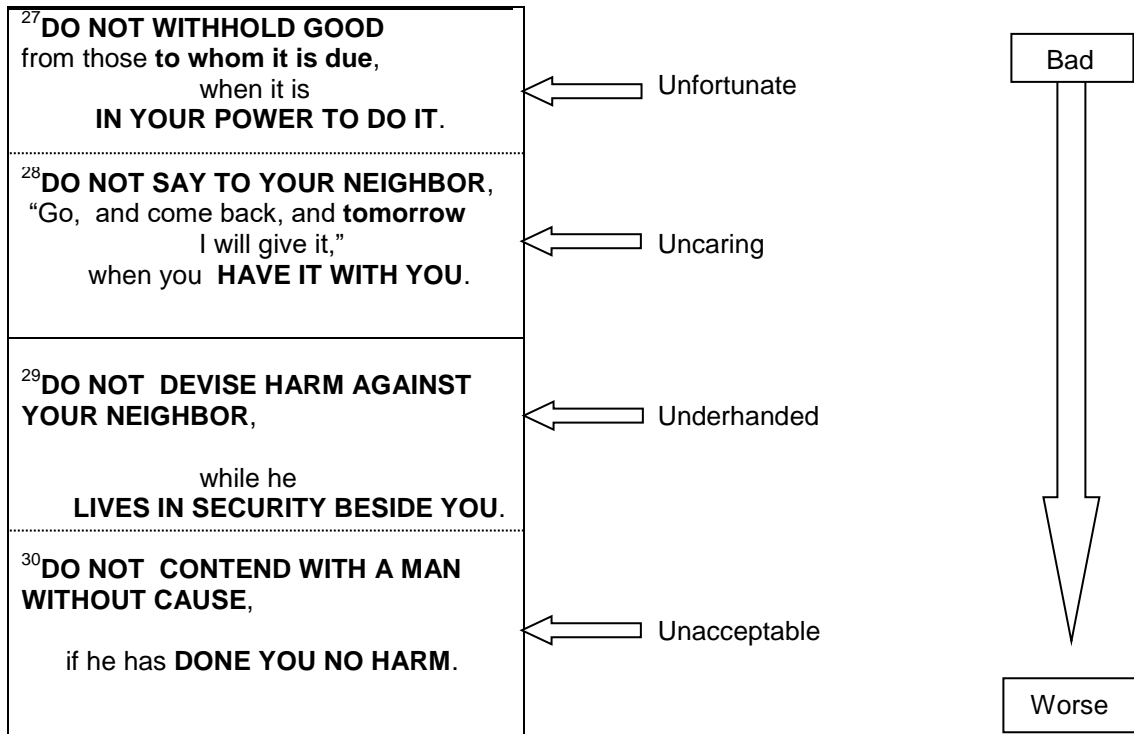 27DO NOT WITHHOLD GOOD
from those to whom it is due,
when it is
IN YOUR POWER TO DO IT.
Unfortunate
Bad
28DO NOT SAY TO YOUR NEIGHBOR,
“Go, and come back, and tomorrow
I will give it,”
when you HAVE IT WITH YOU.
Uncaring
29DO NOT DEVISE HARM AGAINST
YOUR NEIGHBOR,
while he
LIVES IN SECURITY BESIDE YOU.
Underhanded
30DO NOT CONTEND WITH A MAN
WITHOUT CAUSE,
if he has DONE YOU NO HARM.
Unacceptable
Worse